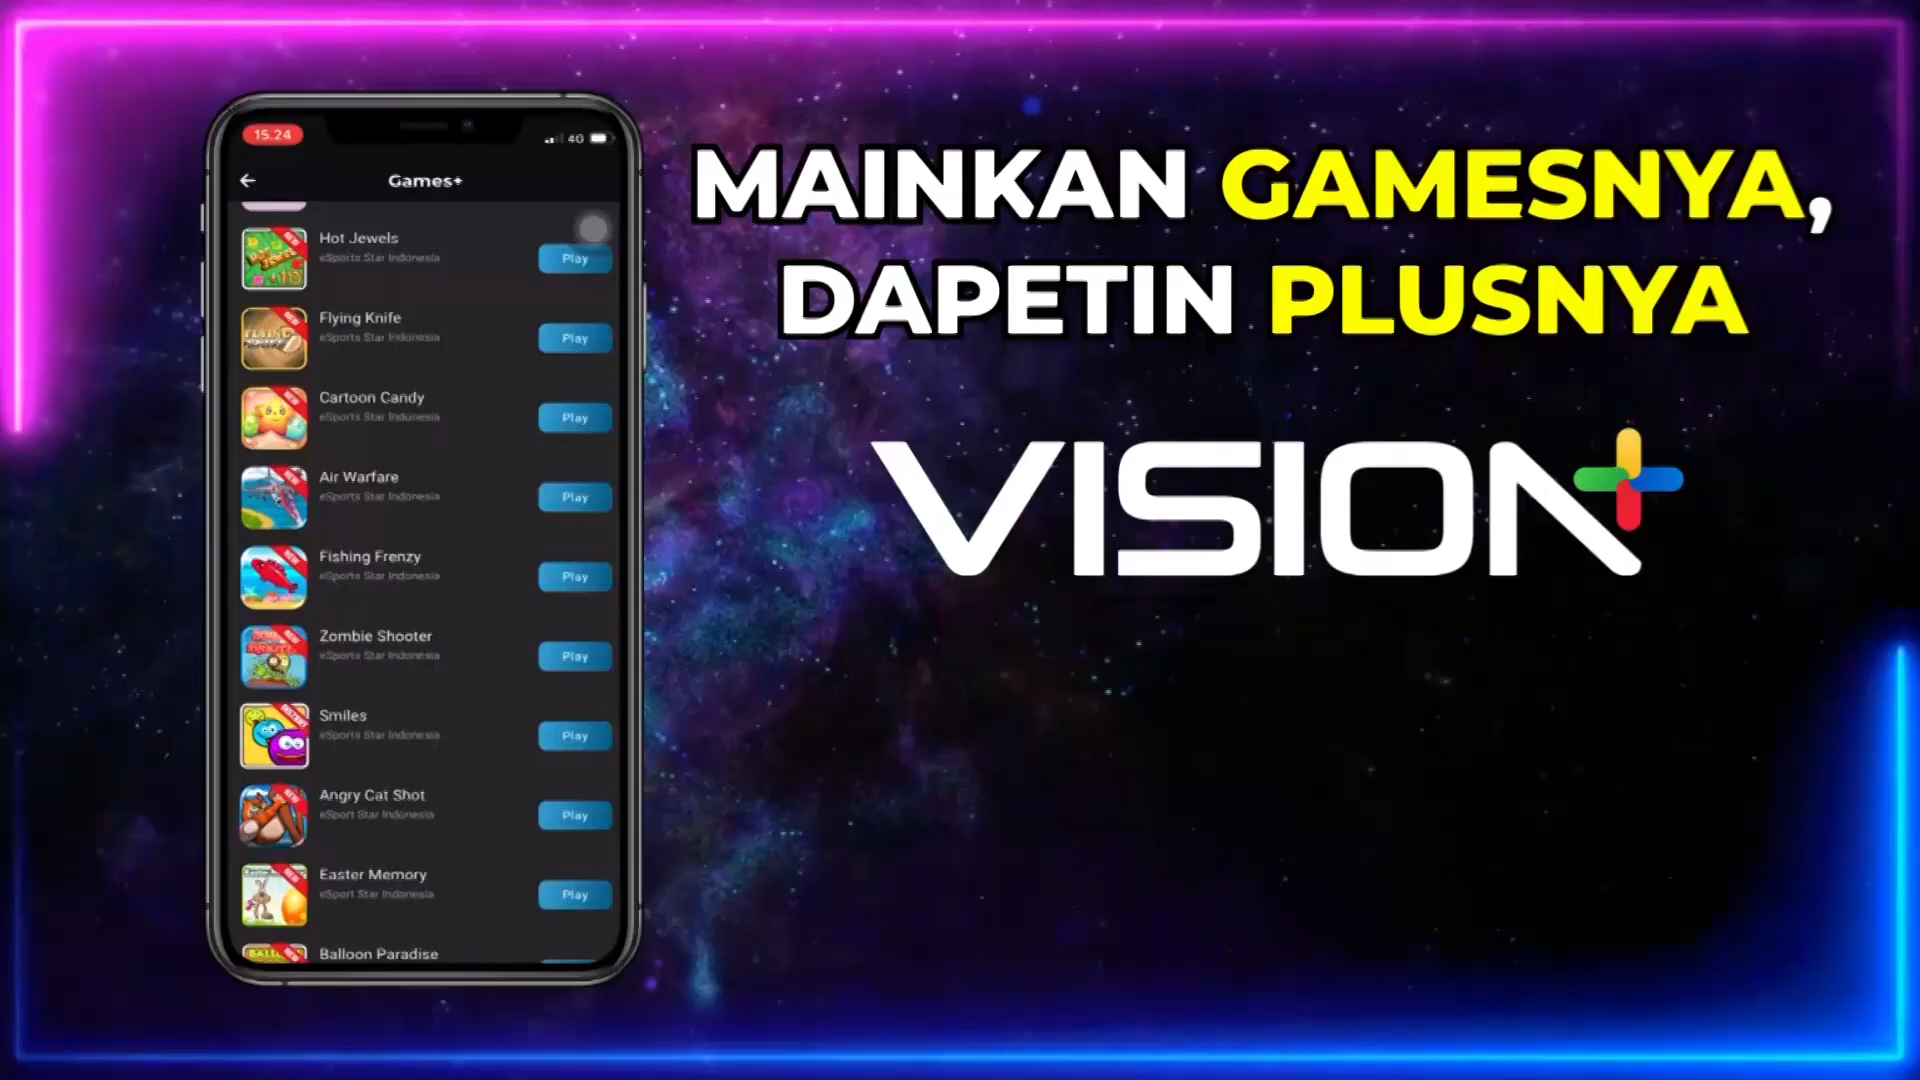 15.24
4G
Games+
Hot Jewels
eSports Star Indonesia
Play
Flying Knife
eSports Star Indonesia
Play
Cartoon Candy
eSports Star Indonesia
Play
Air Warfare
eSports Star Indonesia
Play
Fishing Frenzy
eSports Star Indonesia
Play
Zombie Shooter
eSports Star Indonesia
Play
Smiles
eSports Star Indonesia
Play
Angry Cat Shot
eSport Star Indonesia
Play
Easter Memory
eSport Star Indonesia
Play
Balloon Paradise
MAINKAN GAMESNYA,
DAPETIN PLUSNYA
VISION+